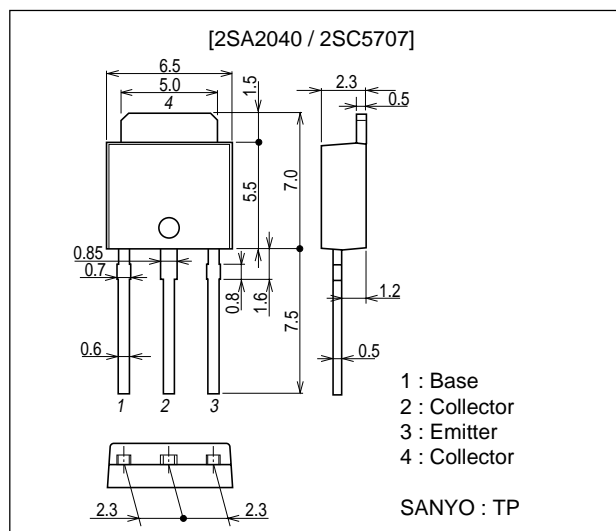 [2SA2040 / 2SC5707]
6.5
5.0
4
1.5
2.3
0.5
5.5
7.0
0.85
0.7
0.8
1.6
7.5
1.2
0.6
0.5
1 2 3
1 : Base
2 : Collector
3 : Emitter
4 : Collector
2.3 2.3
SANYO : TP